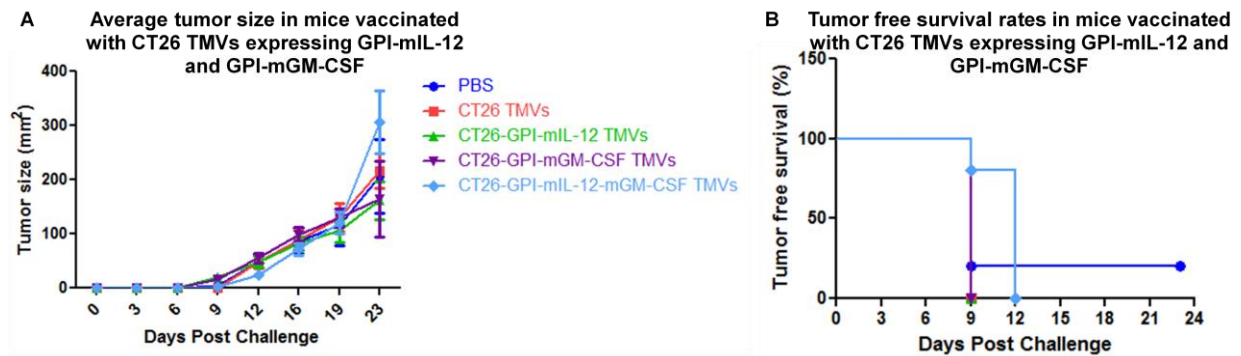 A
Average tumor size in mice vaccinated
with CT26 TMVs expressing GPI-mIL-12
and GPI-mGM-CSF
400
300
200
100
0
Tumor size (mm²)
0 3 6 9 12 16 19 23
Days Post Challenge
PBS
CT26 TMVs
CT26-GPI-mIL-12 TMVs
CT26-GPI-mGM-CSF TMVs
CT26-GPI-mIL-12-mGM-CSF TMVs
B
Tumor free survival rates in mice vaccinated
with CT26 TMVs expressing GPI-mIL-12 and
GPI-mGM-CSF
150
100
50
0
Tumor free survival (%)
0 3 6 9 12 15 18 21 24
Days Post Challenge